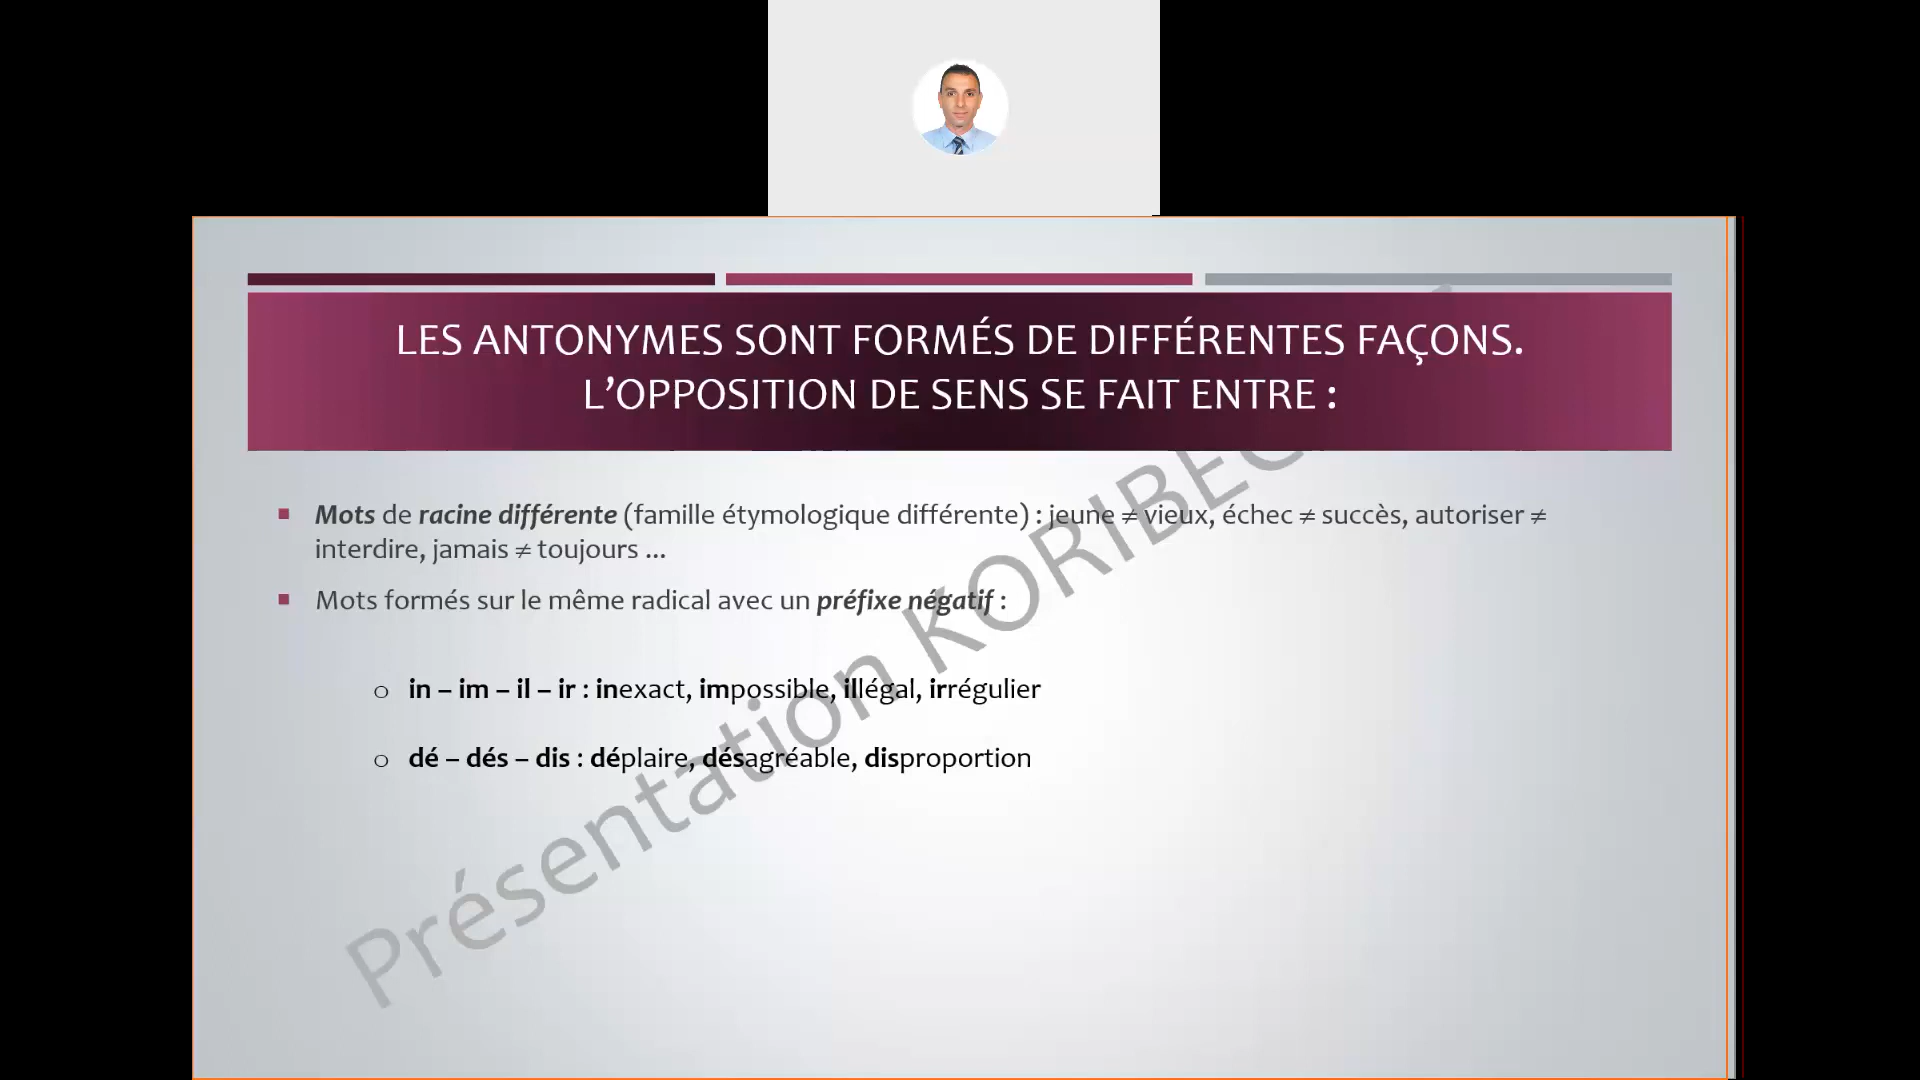 LES ANTONYMES SONT FORMÉS DE DIFFÉRENTES FAÇONS.
L’OPPOSITION DE SENS SE FAIT ENTRE :
Mots de racine différente (famille étymologique différente) : jeune ≠ vieux, échec ≠ succès, autoriser ≠
interdire, jamais ≠ toujours ...
Mots formés sur le même radical avec un préfixe négatif :
in – im – il – ir : inexact, impossible, illégal, irrégulier
dé – dés – dis : déplaire, désagréable, disproportion
Présentation